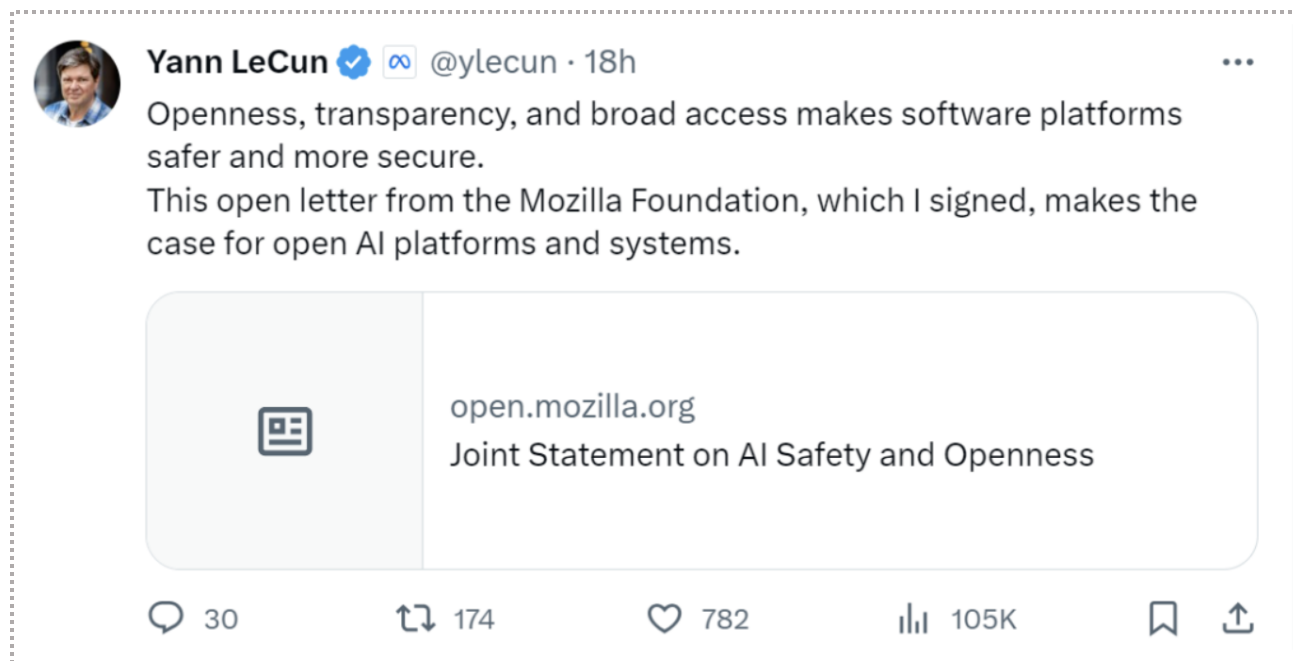 Yann LeCun @ylecun · 18h
Openness, transparency, and broad access makes software platforms
safer and more secure.
This open letter from the Mozilla Foundation, which I signed, makes the
case for open AI platforms and systems.
open.mozilla.org
Joint Statement on AI Safety and Openness
30 174 782 105K